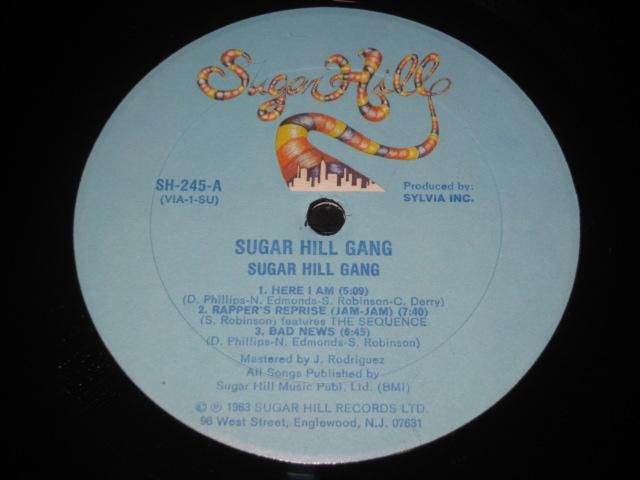 Sugar Hill
SH-245-A
(VIA-1-SU)
Produced by:
SYLVIA INC.
SUGAR HILL GANG
SUGAR HILL GANG
1. HERE I AM (5:09)
(D. Phillips-N. Edmonds-S. Robinson-C. Derry)
2. RAPPER'S REPRISE (JAM-JAM) (7:40)
(S. Robinson) features THE SEQUENCE
3. BAD NEWS (6:45)
(D. Phillips-N. Edmonds-S. Robinson)
Mastered by J. Rodriguez
All Songs Published by
Sugar Hill Music Publ. Ltd. (BMI)
© ℗ 1983 SUGAR HILL RECORDS LTD.
96 West Street, Englewood, N.J. 07631